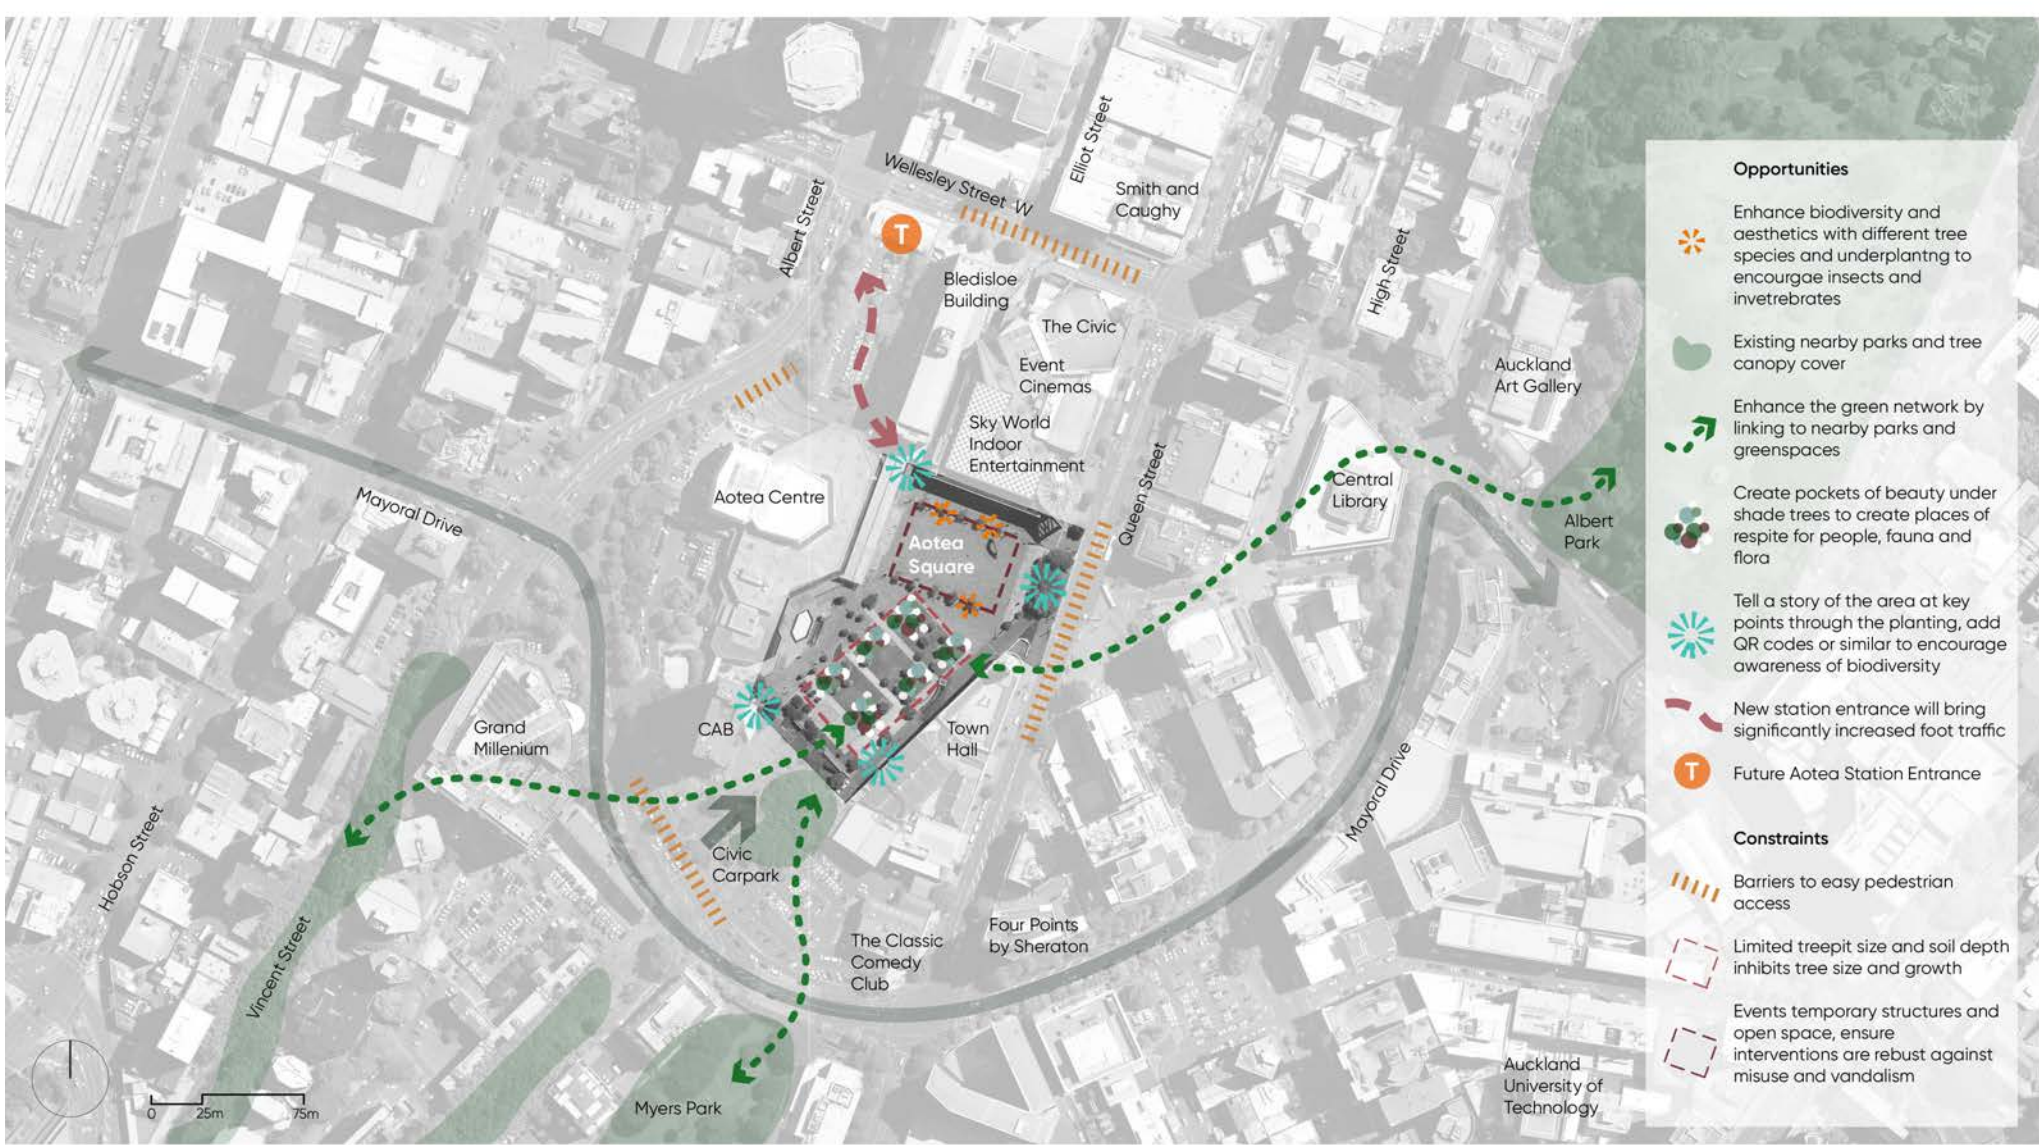 Wellesley Street W
Elliot Street
Smith and
Caughy
Albert Street
T
High Street
Bledisloe
Building
The Civic
Event
Cinemas
Auckland
Art Gallery
Sky World
Indoor
Entertainment
Queen Street
Central
Library
Mayoral Drive
Aotea Centre
Albert
Park
Aotea
Square
Grand
Millenium
CAB
Town
Hall
Mayoral Drive
Hobson Street
Civic
Carpark
Vincent Street
The Classic
Comedy
Club
Four Points
by Sheraton
Myers Park
Auckland
University of
Technology
0 25m 75m
Opportunities
Enhance biodiversity and
aesthetics with different tree
species and underplantng to
encourgae insects and
invetrebrates
Existing nearby parks and tree
canopy cover
Enhance the green network by
linking to nearby parks and
greenspaces
Create pockets of beauty under
shade trees to create places of
respite for people, fauna and
flora
Tell a story of the area at key
points through the planting, add
QR codes or similar to encourage
awareness of biodiversity
New station entrance will bring
significantly increased foot traffic
T Future Aotea Station Entrance
Constraints
Barriers to easy pedestrian
access
Limited treepit size and soil depth
inhibits tree size and growth
Events temporary structures and
open space, ensure
interventions are rebust against
misuse and vandalism